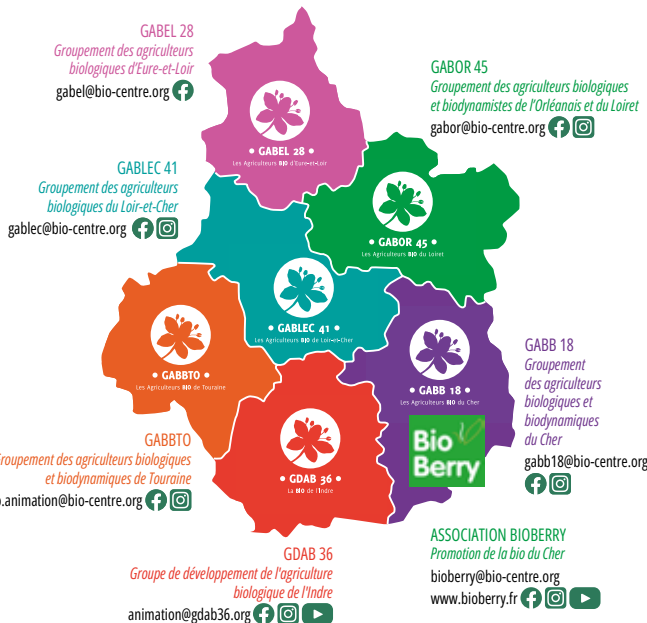 GABEL 28
Groupement des agriculteurs
biologiques d'Eure-et-Loir
gabel@bio-centre.org
GABOR 45
Groupement des agriculteurs biologiques
et biodynamistes de l'Orléanais et du Loiret
gabor@bio-centre.org
• GABEL 28 •
Les Agriculteurs BIO d'Eure-et-Loir
GABLEC 41
Groupement des agriculteurs
biologiques du Loir-et-Cher
gablec@bio-centre.org
• GABOR 45 •
Les Agriculteurs BIO du Loiret
• GABLEC 41 •
Les Agriculteurs BIO de Loir-et-Cher
• GABBTO •
Les Agriculteurs BIO de Touraine
• GABB 18 •
Les Agriculteurs BIO du Cher
GABB 18
Groupement
des agriculteurs
biologiques et
biodynamiques
du Cher
gabb18@bio-centre.org
Bio
Berry
GABBTO
Groupement des agriculteurs biologiques
et biodynamiques de Touraine
o.animation@bio-centre.org
• GDAB 36 •
La BIO de l'Indre
GDAB 36
Groupe de développement de l'agriculture
biologique de l'Indre
animation@gdab36.org
ASSOCIATION BIOBERRY
Promotion de la bio du Cher
bioberry@bio-centre.org
www.bioberry.fr